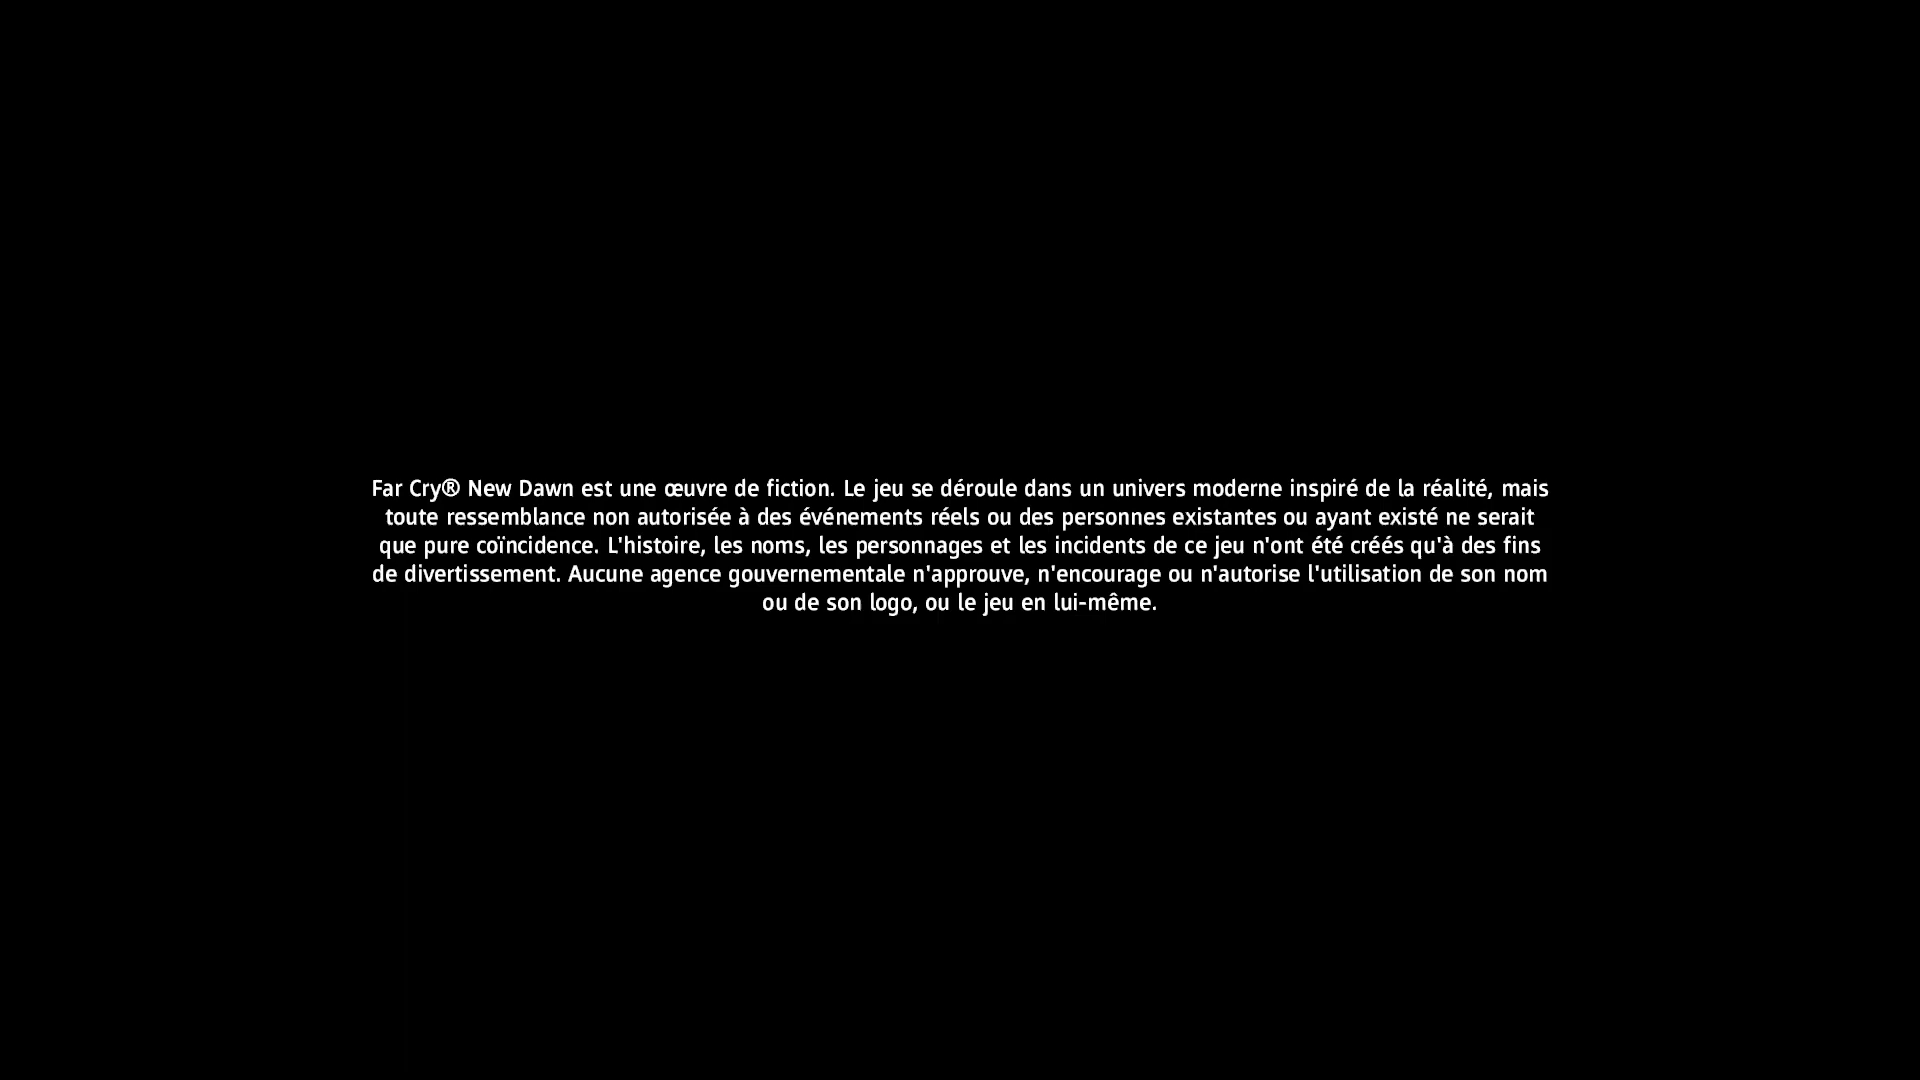 Far Cry® New Dawn est une œuvre de fiction. Le jeu se déroule dans un univers moderne inspiré de la réalité, mais
toute ressemblance non autorisée à des événements réels ou des personnes existantes ou ayant existé ne serait
que pure coïncidence. L'histoire, les noms, les personnages et les incidents de ce jeu n'ont été créés qu'à des fins
de divertissement. Aucune agence gouvernementale n'approuve, n'encourage ou n'autorise l'utilisation de son nom
ou de son logo, ou le jeu en lui-même.